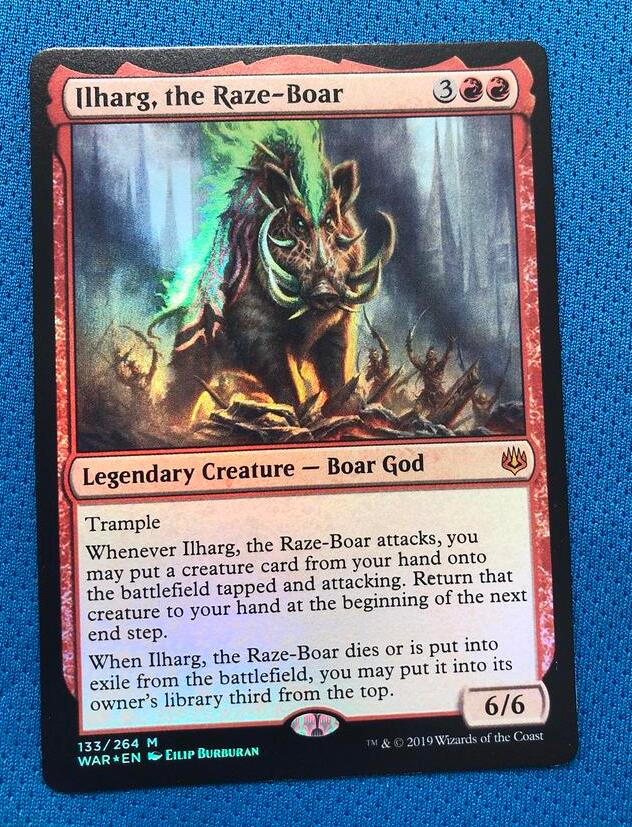 Ilharg, the Raze-Boar 3
Legendary Creature — Boar God
Trample
Whenever Ilharg, the Raze-Boar attacks, you
may put a creature card from your hand onto
the battlefield tapped and attacking. Return that
creature to your hand at the beginning of the next
end step.
When Ilharg, the Raze-Boar dies or is put into
exile from the battlefield, you may put it into its
owner's library third from the top.
6/6
133/264 M
WAR★EN Eilip Burburan
™ & © 2019 Wizards of the Coast